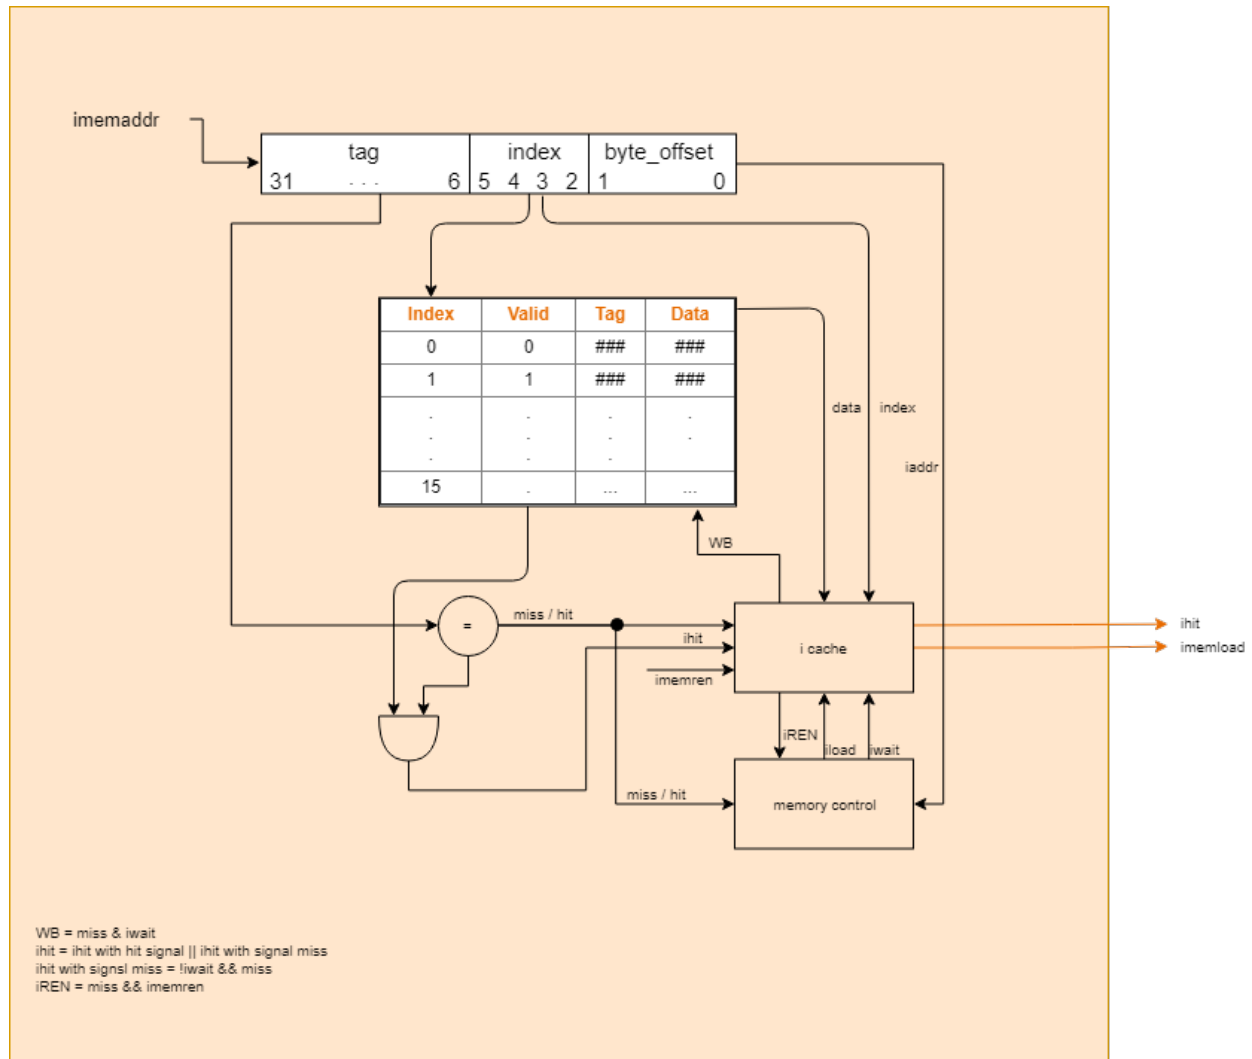 imemaddr
tag index byte_offset
31 . . . 6 5 4 3 2 1 0
Index Valid Tag Data
0 0 ### ###
1 1 ### ###
. . . .
. . . .
. . .
15 . ... ...
data index
iaddr
WB
miss / hit
=
ihit
imemren
i cache
ihit
imemload
iREN iload iwait
miss / hit
memory control
WB = miss & iwait
ihit = ihit with hit signal || ihit with signal miss
ihit with signsl miss = !iwait && miss
iREN = miss && imemren